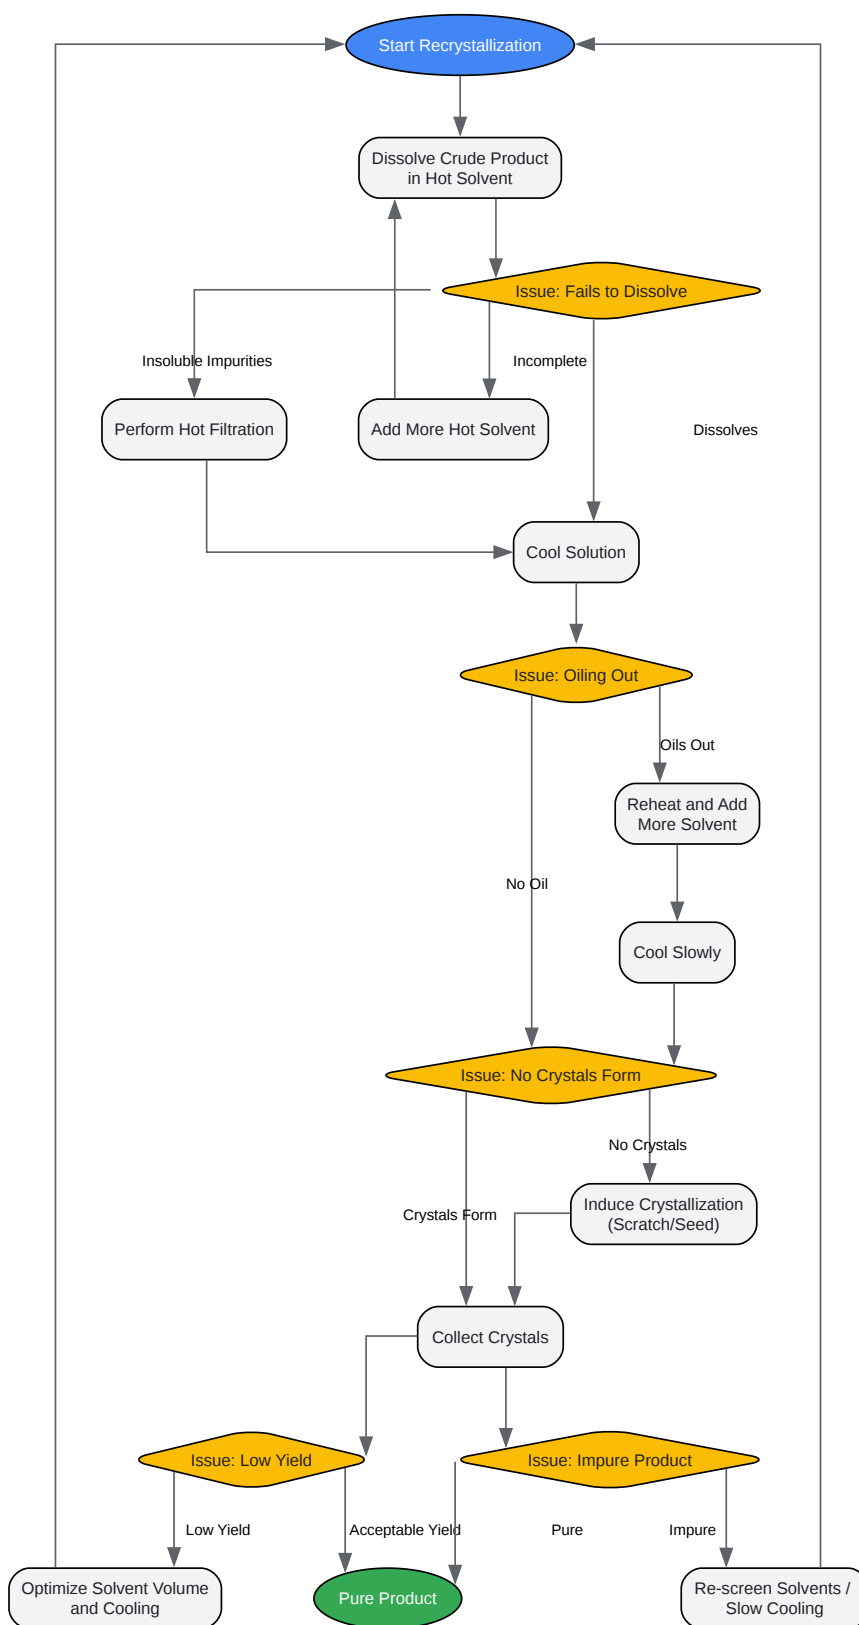 Start Recrystallization
Dissolve Crude Product
in Hot Solvent
Issue: Fails to Dissolve
Insoluble Impurities
Incomplete
Perform Hot Filtration
Add More Hot Solvent
Dissolves
Cool Solution
Issue: Oiling Out
Oils Out
Reheat and Add
More Solvent
No Oil
Cool Slowly
Issue: No Crystals Form
No Crystals
Induce Crystallization
(Scratch/Seed)
Crystals Form
Collect Crystals
Issue: Low Yield
Issue: Impure Product
Low Yield
Acceptable Yield
Pure
Impure
Optimize Solvent Volume
and Cooling
Pure Product
Re-screen Solvents /
Slow Cooling